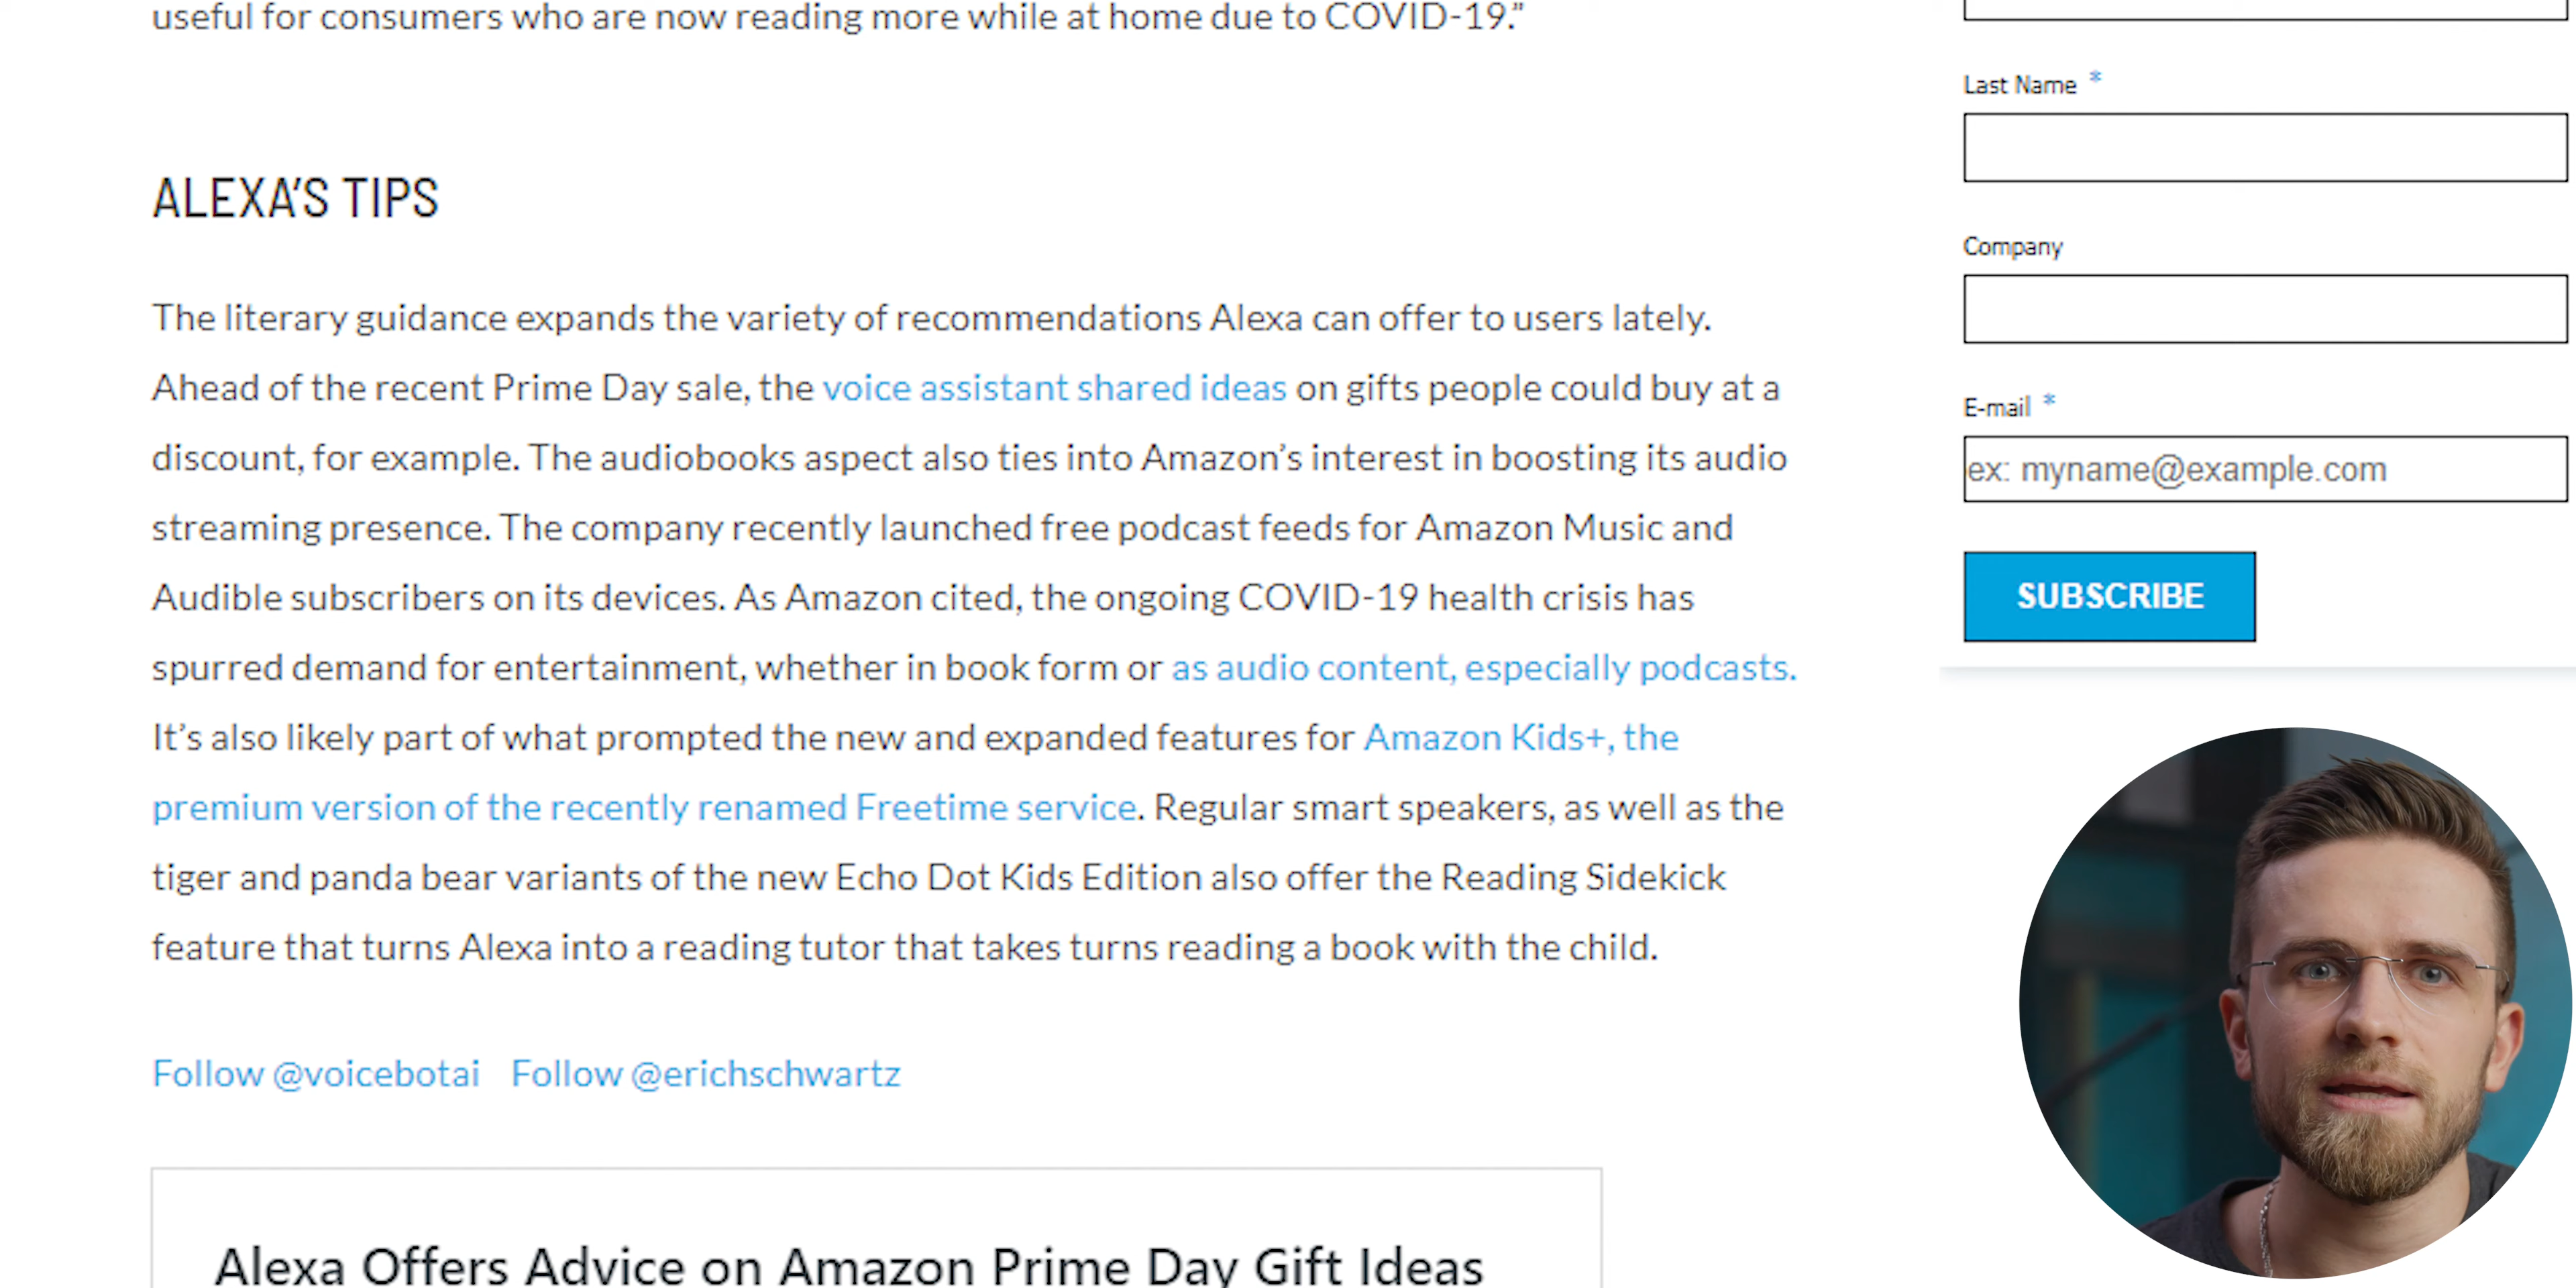 useful for consumers who are now reading more while at home due to COVID-19.”
ALEXA’S TIPS
The literary guidance expands the variety of recommendations Alexa can offer to users lately.
Ahead of the recent Prime Day sale, the voice assistant shared ideas on gifts people could buy at a
discount, for example. The audiobooks aspect also ties into Amazon’s interest in boosting its audio
streaming presence. The company recently launched free podcast feeds for Amazon Music and
Audible subscribers on its devices. As Amazon cited, the ongoing COVID-19 health crisis has
spurred demand for entertainment, whether in book form or as audio content, especially podcasts.
It’s also likely part of what prompted the new and expanded features for Amazon Kids+, the
premium version of the recently renamed Freetime service. Regular smart speakers, as well as the
tiger and panda bear variants of the new Echo Dot Kids Edition also offer the Reading Sidekick
feature that turns Alexa into a reading tutor that takes turns reading a book with the child.
Follow @voicebotai Follow @erichschwartz
Alexa Offers Advice on Amazon Prime Day Gift Ideas
Last Name *
Company
E-mail *
ex: myname@example.com
SUBSCRIBE